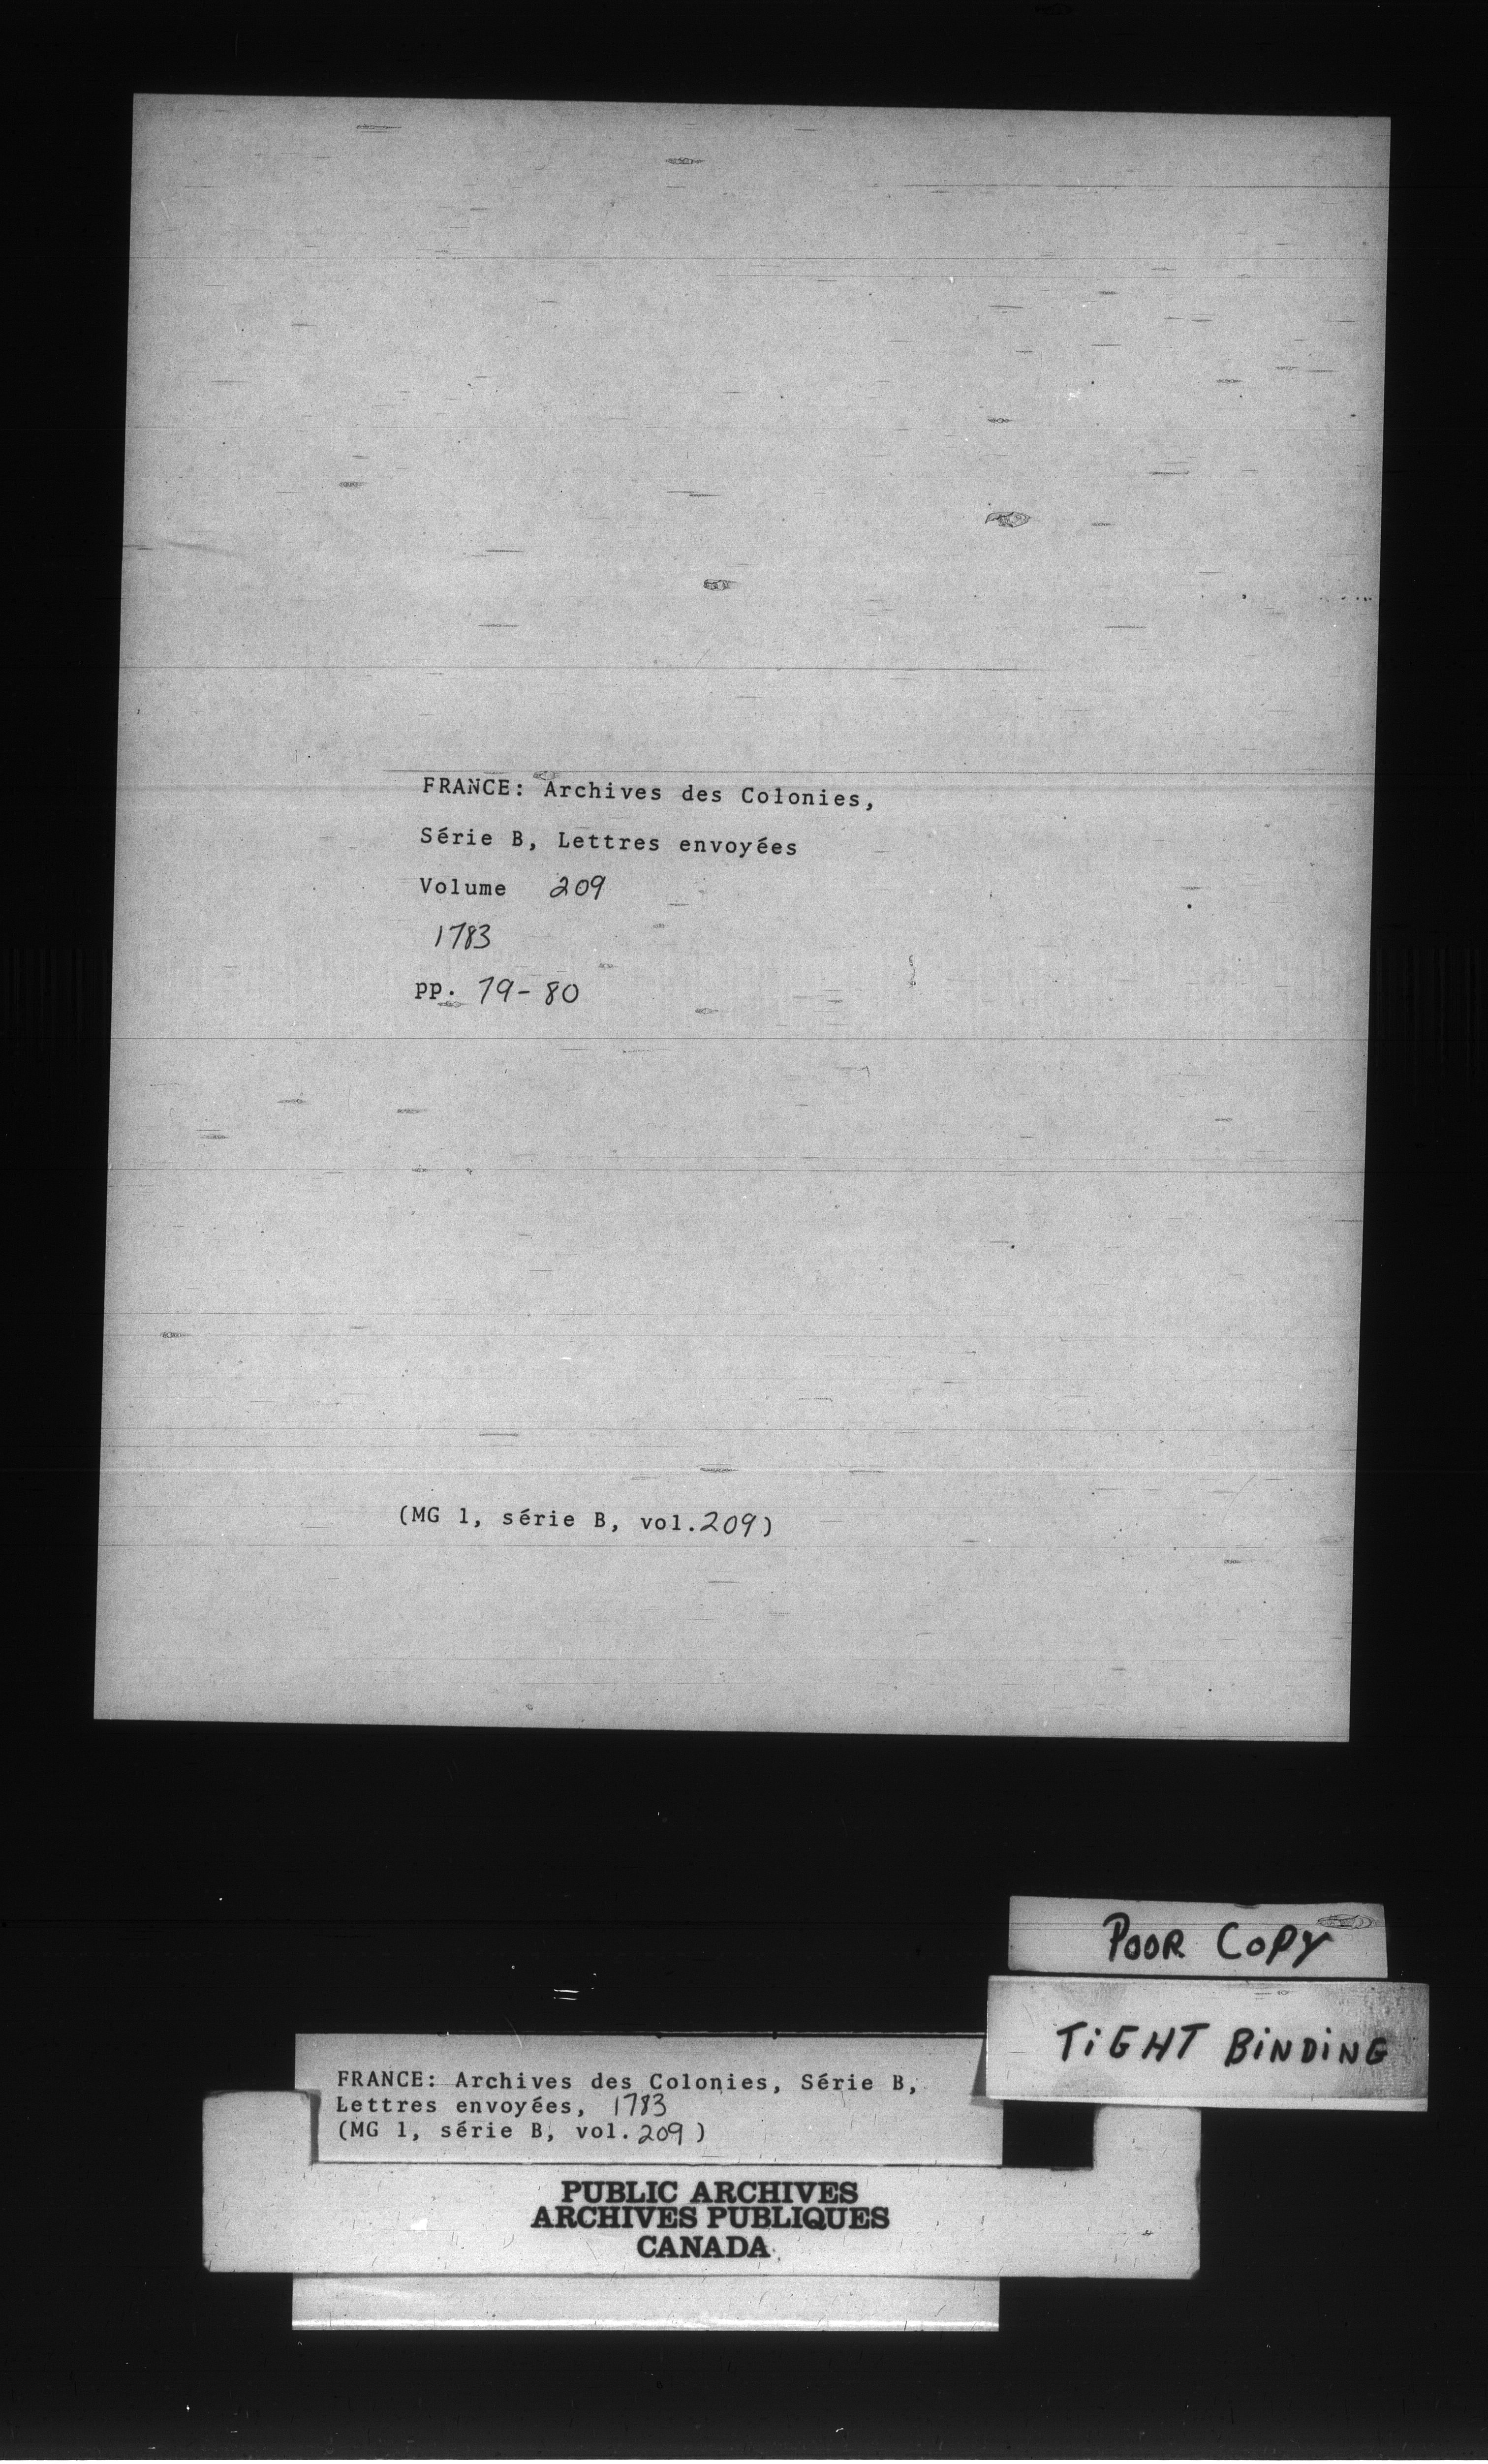 FRANCE: Archives des Colonies,
Série B, Lettres envoyées
Volume 209
1783
pp. 79-80
(MG 1, série B, vol. 209)
POOR COPY
TiGHT BiNDiNG
FRANCE: Archives des Colonies, Série B,
Lettres envoyées, 1783
(MG 1, série B, vol. 209)
PUBLIC ARCHIVES
ARCHIVES PUBLIQUES
CANADA